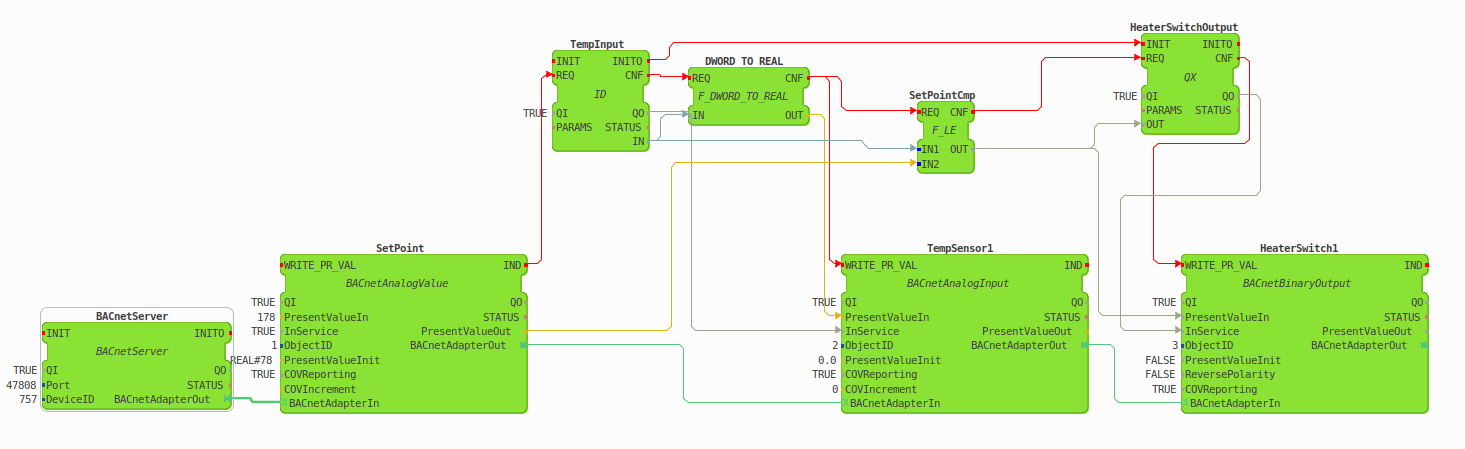 HeaterSwitchOutput
INIT INITO
REQ CNF
QX
TRUE QI QO
PARAMS STATUS
OUT
TempInput
INIT INITO
REQ CNF
ID
TRUE QI QO
PARAMS STATUS
IN
DWORD TO REAL
REQ CNF
F_DWORD_TO_REAL
IN OUT
SetPointCmp
REQ CNF
F_LE
IN1 OUT
IN2
BACnetServer
INIT INITO
BACnetServer
TRUE QI QO
47808 Port STATUS
757 DeviceID BACnetAdapterOut
SetPoint
WRITE_PR_VAL IND
BACnetAnalogValue
TRUE QI QO
178 PresentValueIn STATUS
TRUE InService PresentValueOut
1 ObjectID BACnetAdapterOut
REAL#78 PresentValueInit
TRUE COVReporting
COVIncrement
BACnetAdapterIn
TempSensor1
WRITE_PR_VAL IND
BACnetAnalogInput
TRUE QI QO
PresentValueIn STATUS
InService PresentValueOut
2 ObjectID BACnetAdapterOut
0.0 PresentValueInit
TRUE COVReporting
0 COVIncrement
BACnetAdapterIn
HeaterSwitch1
WRITE_PR_VAL IND
BACnetBinaryOutput
TRUE QI QO
PresentValueIn STATUS
InService PresentValueOut
3 ObjectID BACnetAdapterOut
FALSE PresentValueInit
FALSE ReversePolarity
TRUE COVReporting
BACnetAdapterIn